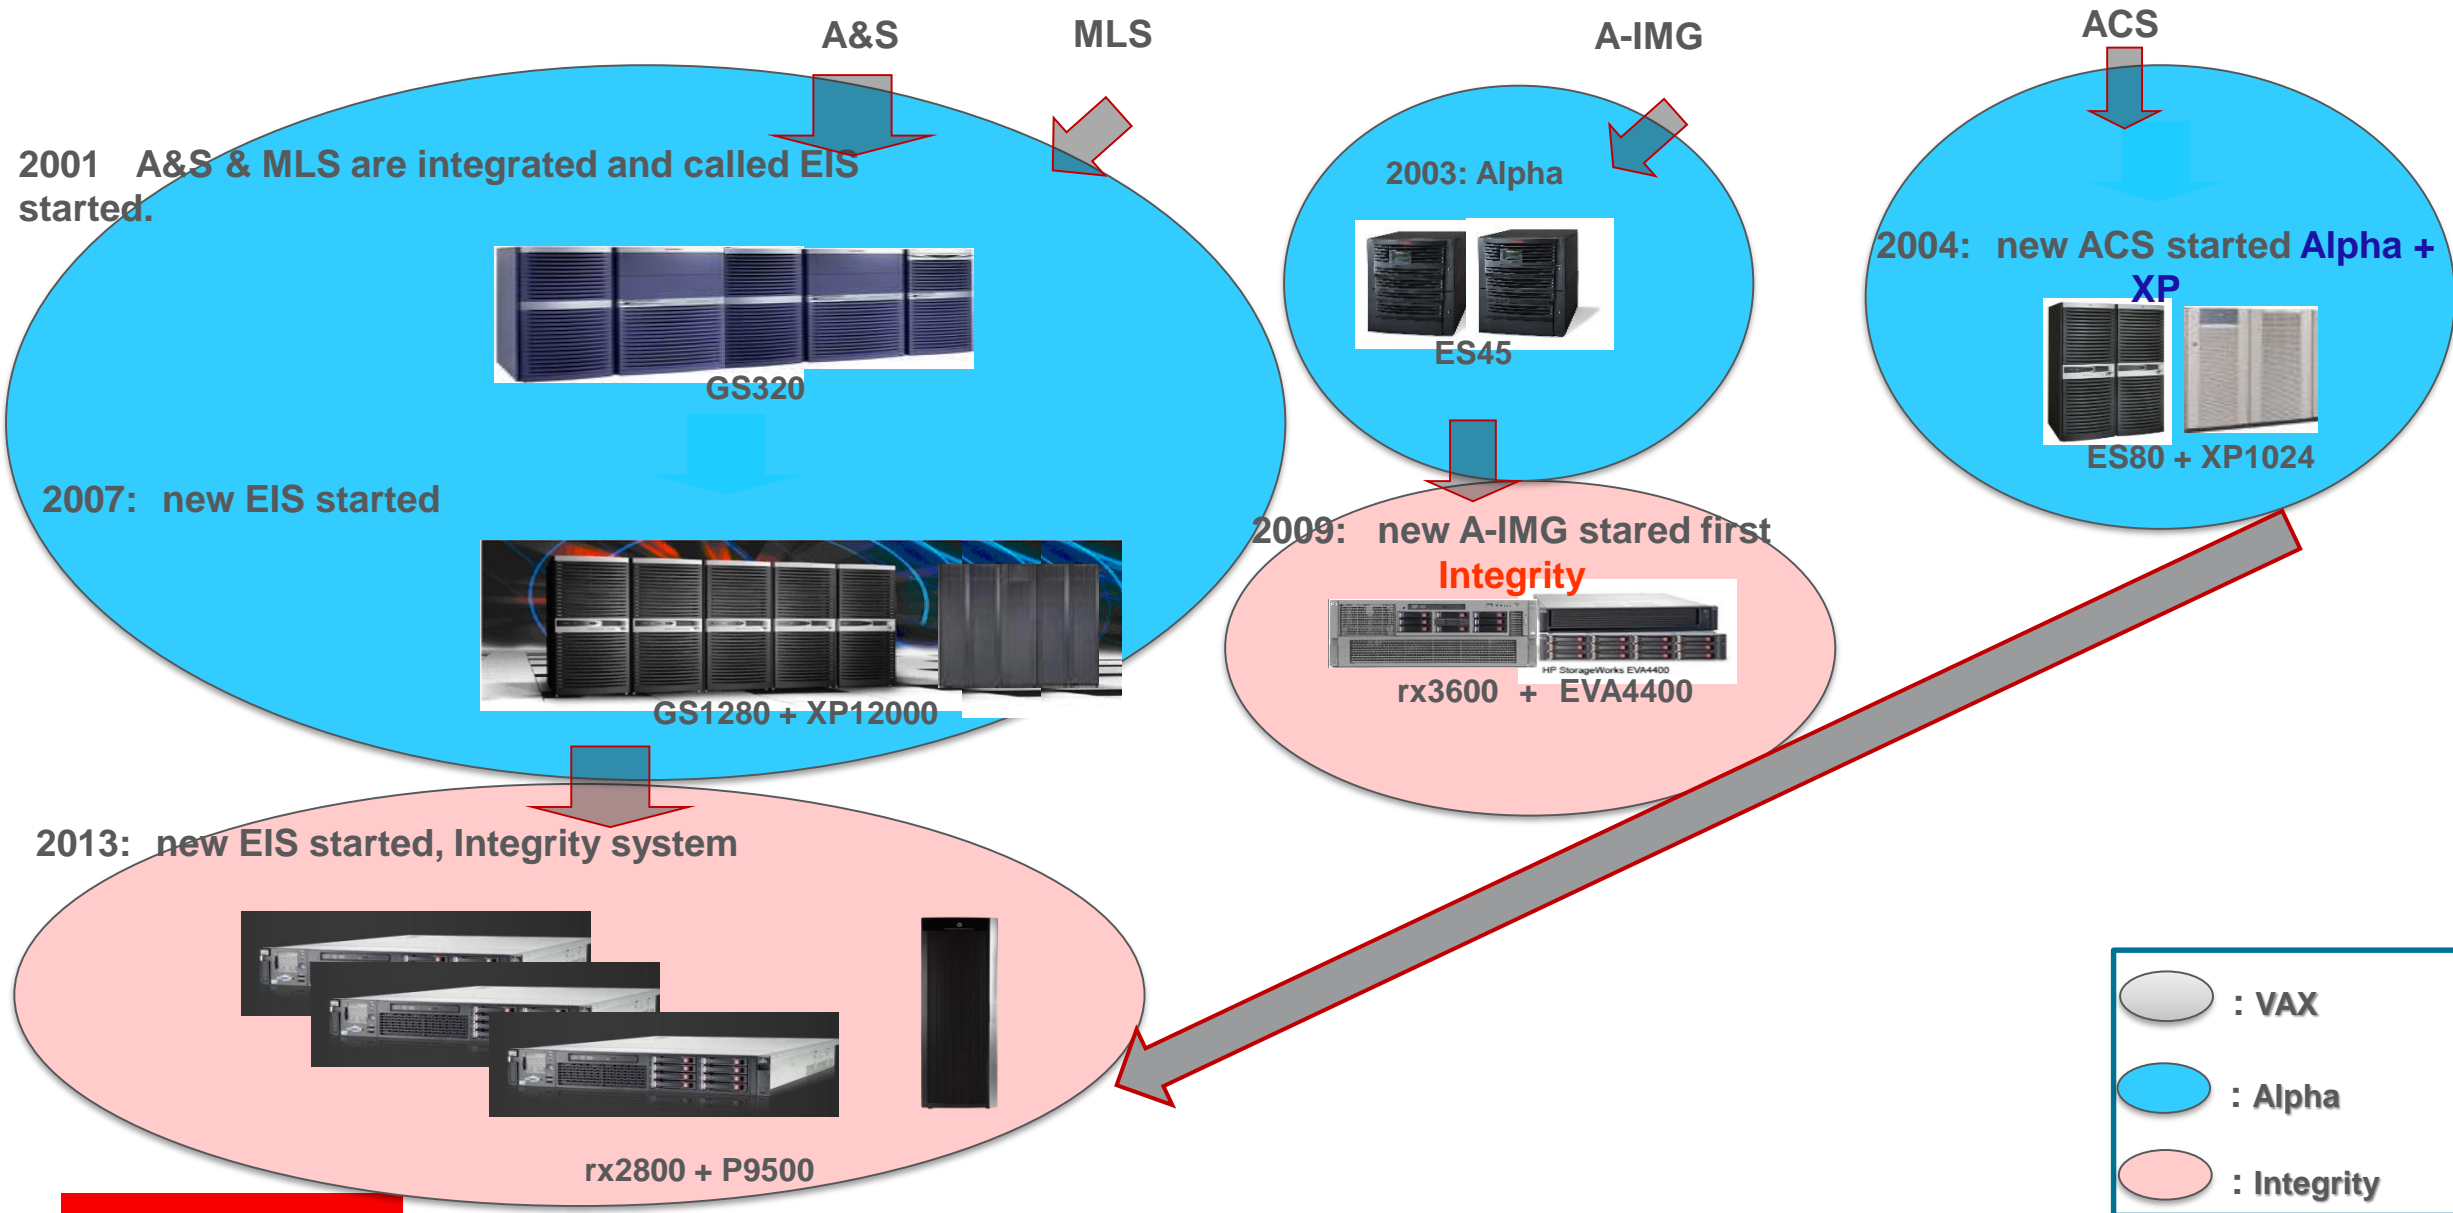 A&S
MLS
A-IMG
ACS
2001 A&S & MLS are integrated and called EIS
started.
GS320
2007: new EIS started
GS1280 + XP12000
2013: new EIS started, Integrity system
rx2800 + P9500
2003: Alpha
ES45
2009: new A-IMG stared first
Integrity
HP StorageWorks EVA4400
rx3600 + EVA4400
2004: new ACS started Alpha +
XP
ES80 + XP1024
: VAX
: Alpha
: Integrity